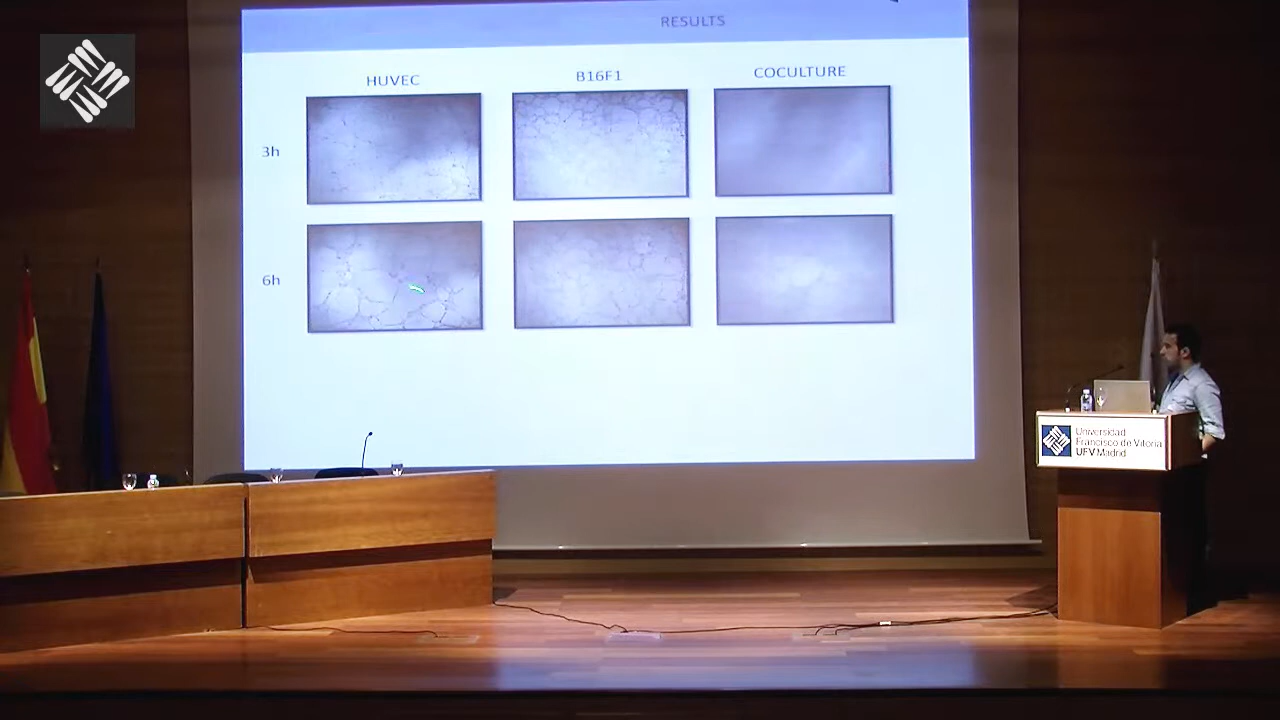 RESULTS
HUVEC B16F1 COCULTURE
3h
6h
Universidad
Francisco de Vitoria
UFV Madrid